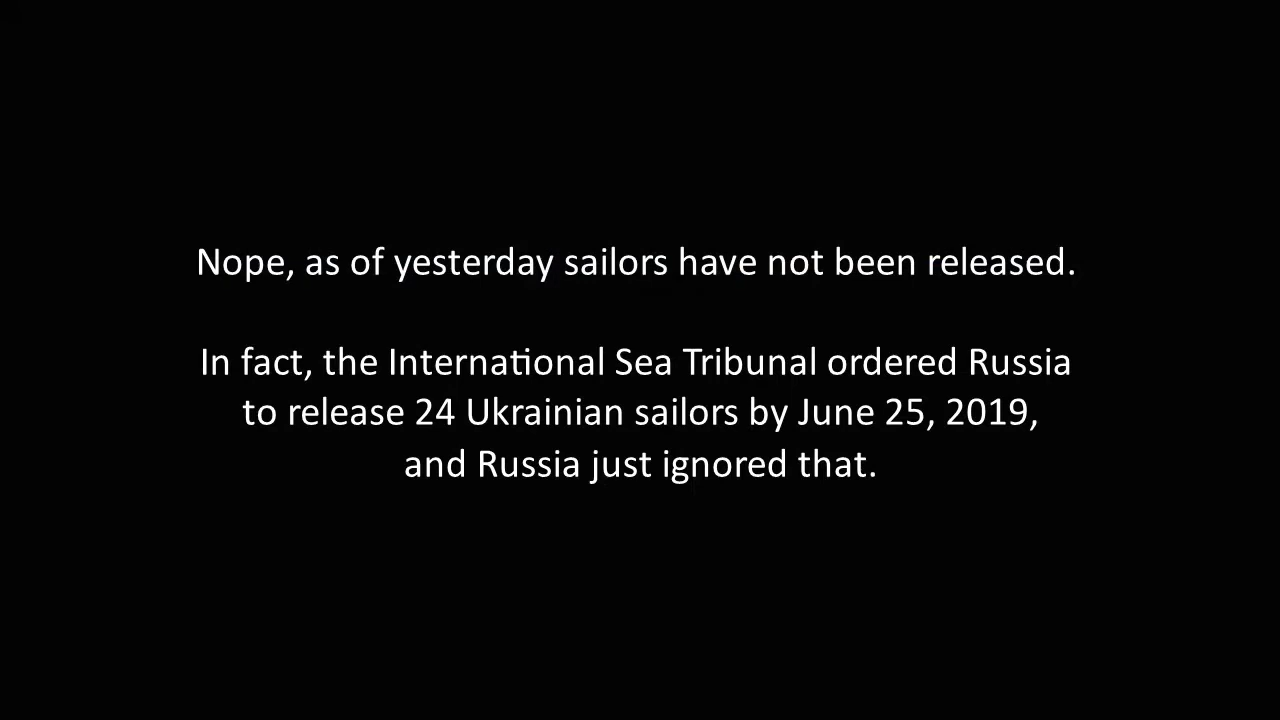 Nope, as of yesterday sailors have not been released.
In fact, the International Sea Tribunal ordered Russia
to release 24 Ukrainian sailors by June 25, 2019,
and Russia just ignored that.